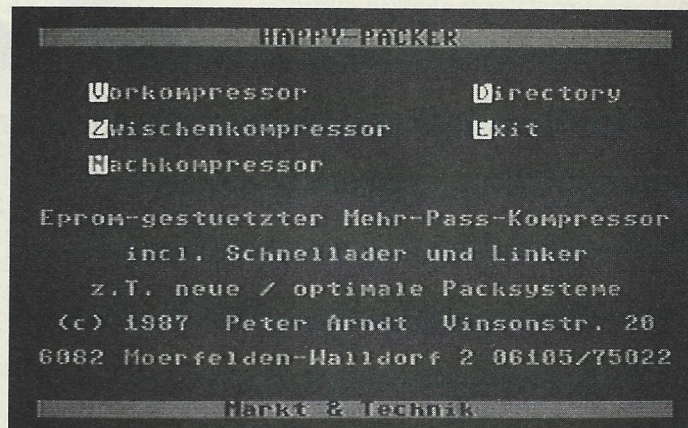 HAPPY-PACKER
Vorkompressor Directory
Zwischenkompressor Exit
Nachkompressor
Eprom-gestuetzter Mehr-Pass-Kompressor
incl. Schnellader und Linker
z.T. neue / optimale Packsysteme
(c) 1987 Peter Arndt Vinsonstr. 20
6082 Moerfelden-Walldorf 2 06105/75022
Markt & Technik